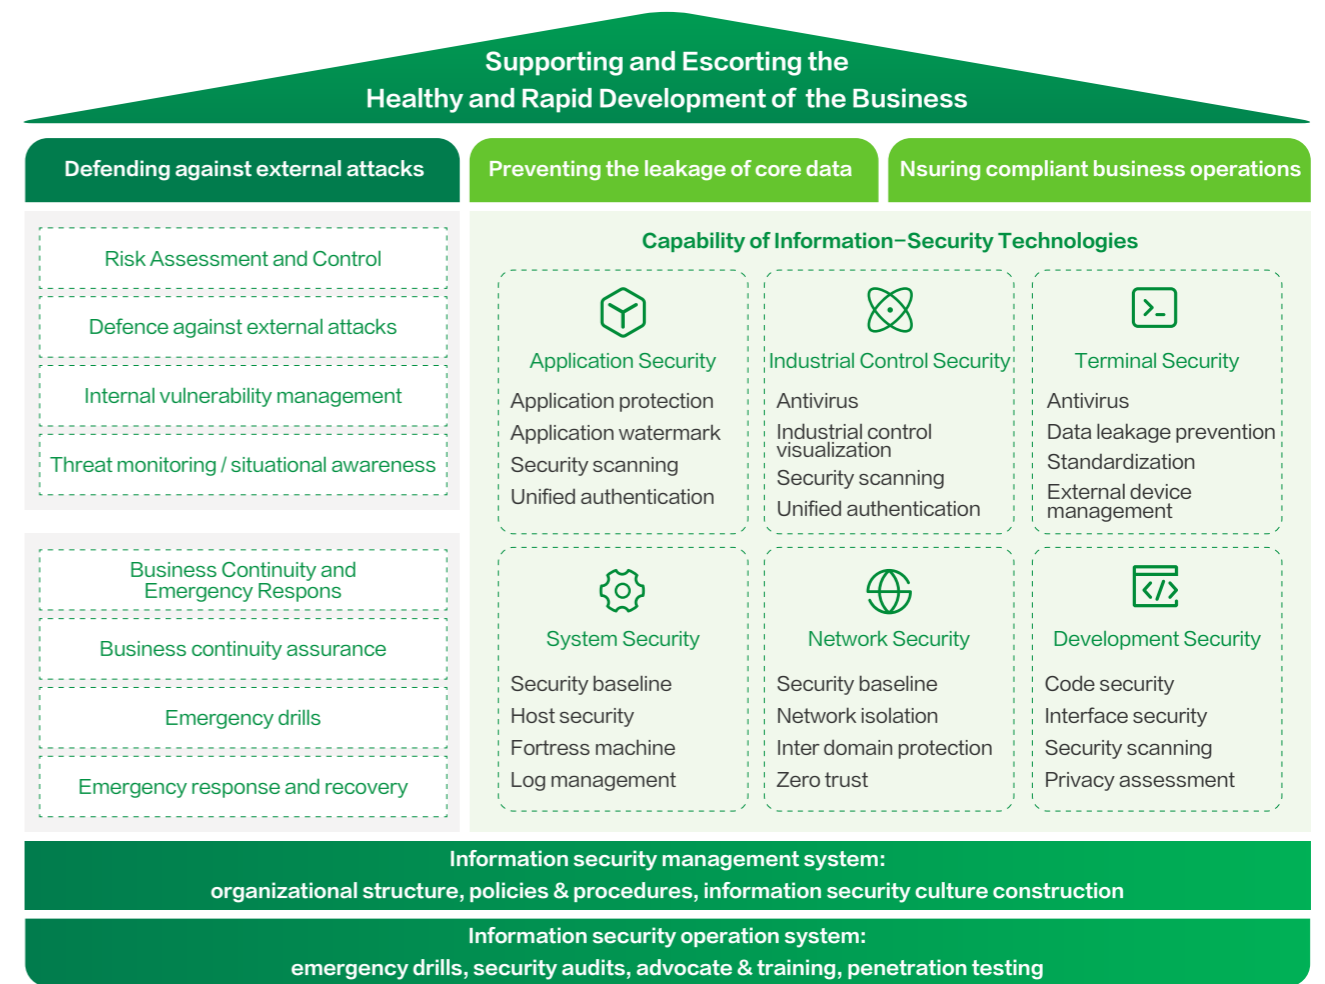 Supporting and Escorting the
Healthy and Rapid Development of the Business
Defending against external attacks
Preventing the leakage of core data
Nsuring compliant business operations
Risk Assessment and Control
Defence against external attacks
Internal vulnerability management
Threat monitoring / situational awareness
Business Continuity and
Emergency Respons
Business continuity assurance
Emergency drills
Emergency response and recovery
Capability of Information-Security Technologies
Application Security
Application protection
Application watermark
Security scanning
Unified authentication
Industrial Control Security
Antivirus
Industrial control
visualization
Security scanning
Unified authentication
Terminal Security
Antivirus
Data leakage prevention
Standardization
External device
management
System Security
Security baseline
Host security
Fortress machine
Log management
Network Security
Security baseline
Network isolation
Inter domain protection
Zero trust
Development Security
Code security
Interface security
Security scanning
Privacy assessment
Information security management system:
organizational structure, policies & procedures, information security culture construction
Information security operation system:
emergency drills, security audits, advocate & training, penetration testing